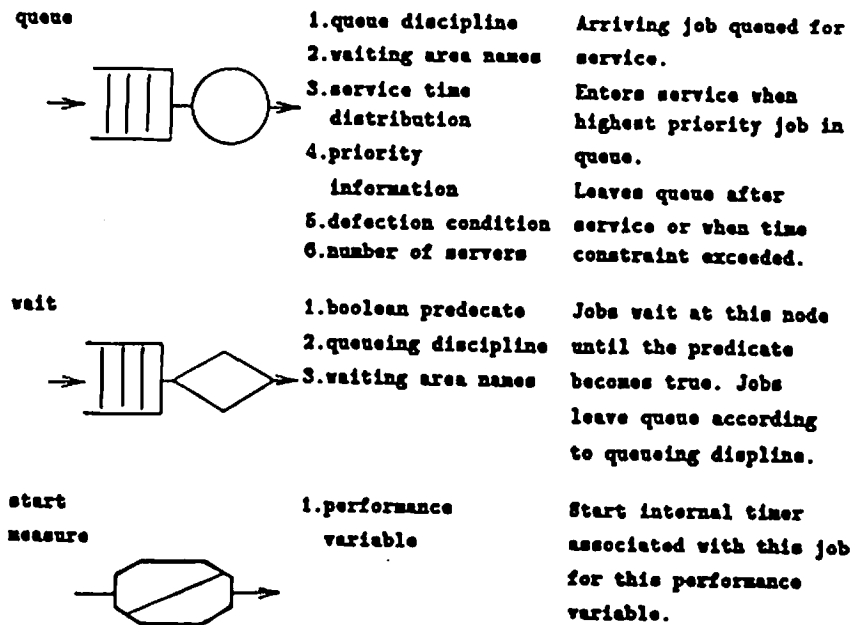 queue
1.queue discipline
2.waiting area names
3.service time
distribution
4.priority
information
5.defection condition
6.number of servers
Arriving job queued for
service.
Enters service when
highest priority job in
queue.
Leaves queue after
service or when time
constraint exceeded.
wait
1.boolean predecate
2.queueing discipline
3.waiting area names
Jobs wait at this node
until the predicate
becomes true. Jobs
leave queue according
to queueing displine.
start
measure
1.performance
variable
Start internal timer
associated with this job
for this performance
variable.